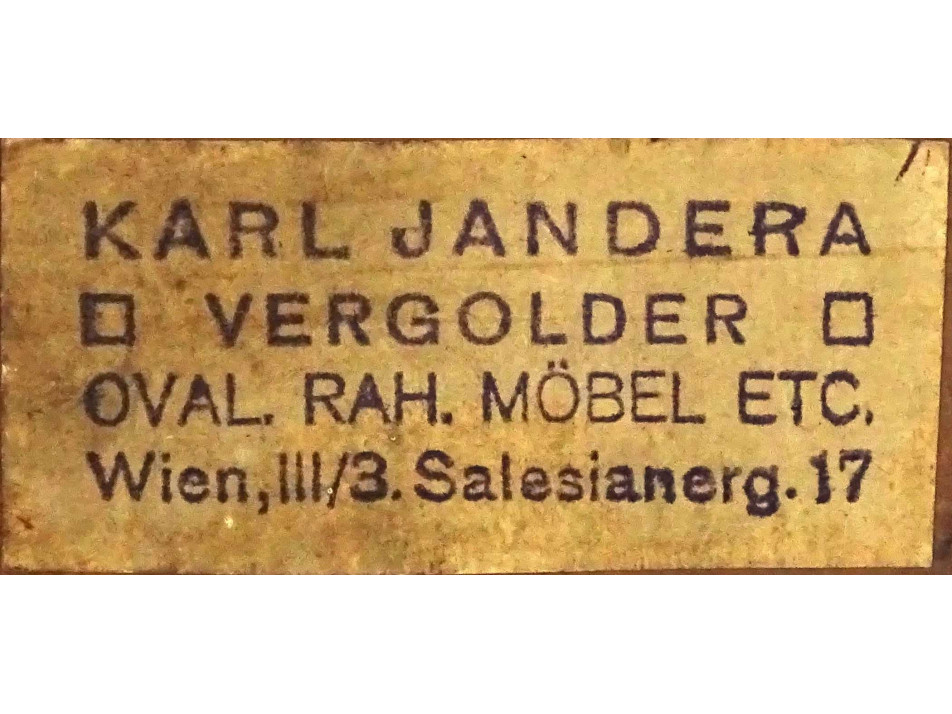 KARL JANDERA
□ VERGOLDER □
OVAL. RAH. MÖBEL ETC.
Wien, III/3. Salesianerg. 17